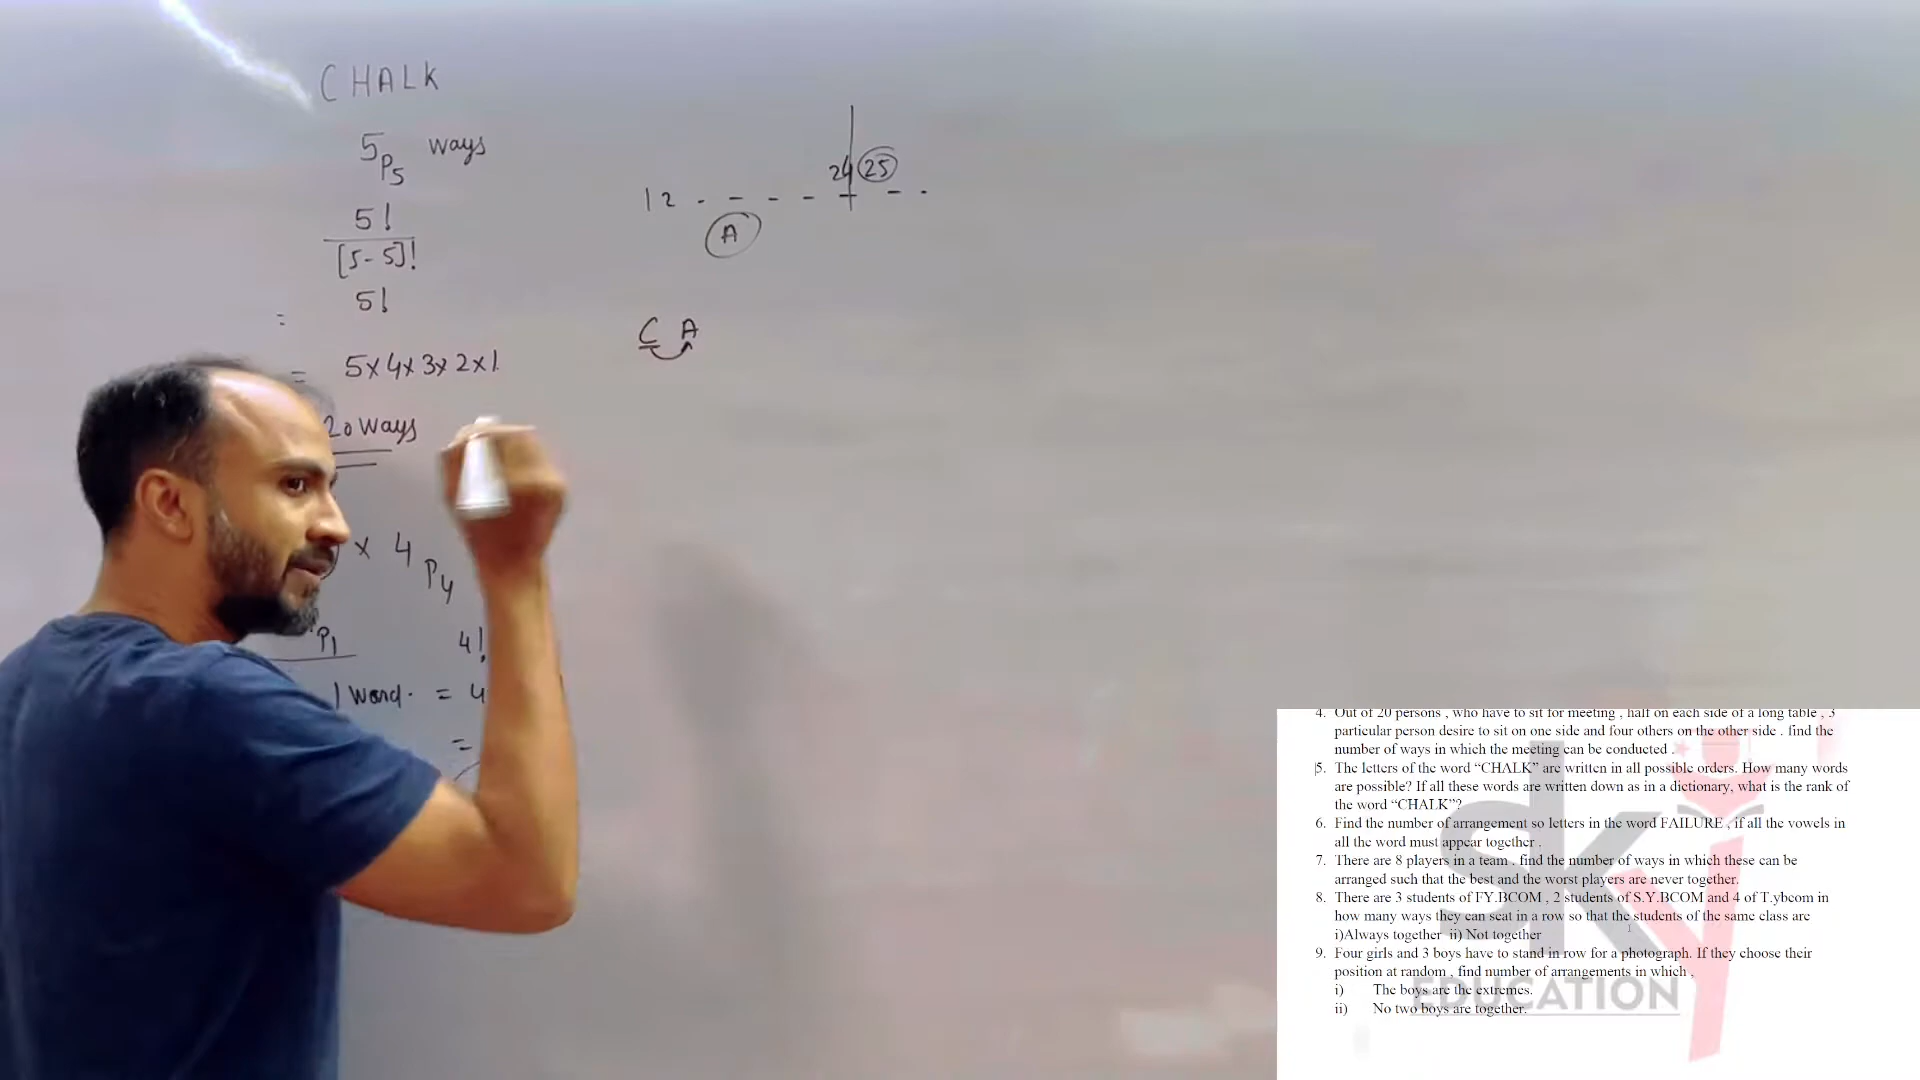 CHALK
5P5 ways
5!
[5-5]!
= 5!
= 5x4x3x2x1.
20 ways
x 4P4
P1 4!
1 word. = 4
=
24 25
1 2 . - - - - - .
A
C A
4. Out of 20 persons , who have to sit for meeting , half on each side of a long table , 3
particular person desire to sit on one side and four others on the other side . find the
number of ways in which the meeting can be conducted .
5. The letters of the word “CHALK” are written in all possible orders. How many words
are possible? If all these words are written down as in a dictionary, what is the rank of
the word “CHALK”?
6. Find the number of arrangement so letters in the word FAILURE , if all the vowels in
all the word must appear together .
7. There are 8 players in a team . find the number of ways in which these can be
arranged such that the best and the worst players are never together.
8. There are 3 students of FY.BCOM , 2 students of S.Y.BCOM and 4 of T.ybcom in
how many ways they can seat in a row so that the students of the same class are
i)Always together ii) Not together
9. Four girls and 3 boys have to stand in row for a photograph. If they choose their
position at random , find number of arrangements in which ,
i) The boys are the extremes.
ii) No two boys are together.
sky
EDUCATION